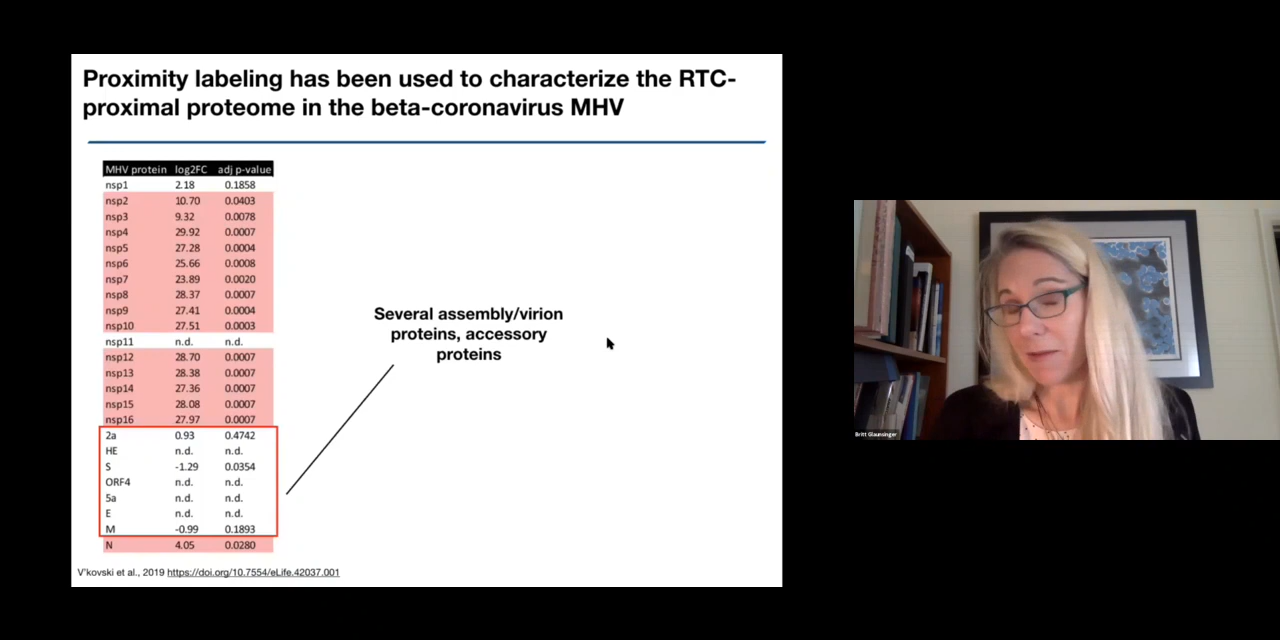 Proximity labeling has been used to characterize the RTC-
proximal proteome in the beta-coronavirus MHV
MHV protein log2FC adj p-value
nsp1 2.18 0.1858
nsp2 10.70 0.0403
nsp3 9.32 0.0078
nsp4 29.92 0.0007
nsp5 27.28 0.0004
nsp6 25.66 0.0008
nsp7 23.89 0.0020
nsp8 28.37 0.0007
nsp9 27.41 0.0004
nsp10 27.51 0.0003
nsp11 n.d. n.d.
nsp12 28.70 0.0007
nsp13 28.38 0.0007
nsp14 27.36 0.0007
nsp15 28.08 0.0007
nsp16 27.97 0.0007
2a 0.93 0.4742
HE n.d. n.d.
S -1.29 0.0354
ORF4 n.d. n.d.
5a n.d. n.d.
E n.d. n.d.
M -0.99 0.1893
N 4.05 0.0280
Several assembly/virion
proteins, accessory
proteins
V'kovski et al., 2019 https://doi.org/10.7554/eLife.42037.001
Britt Glaunsinger